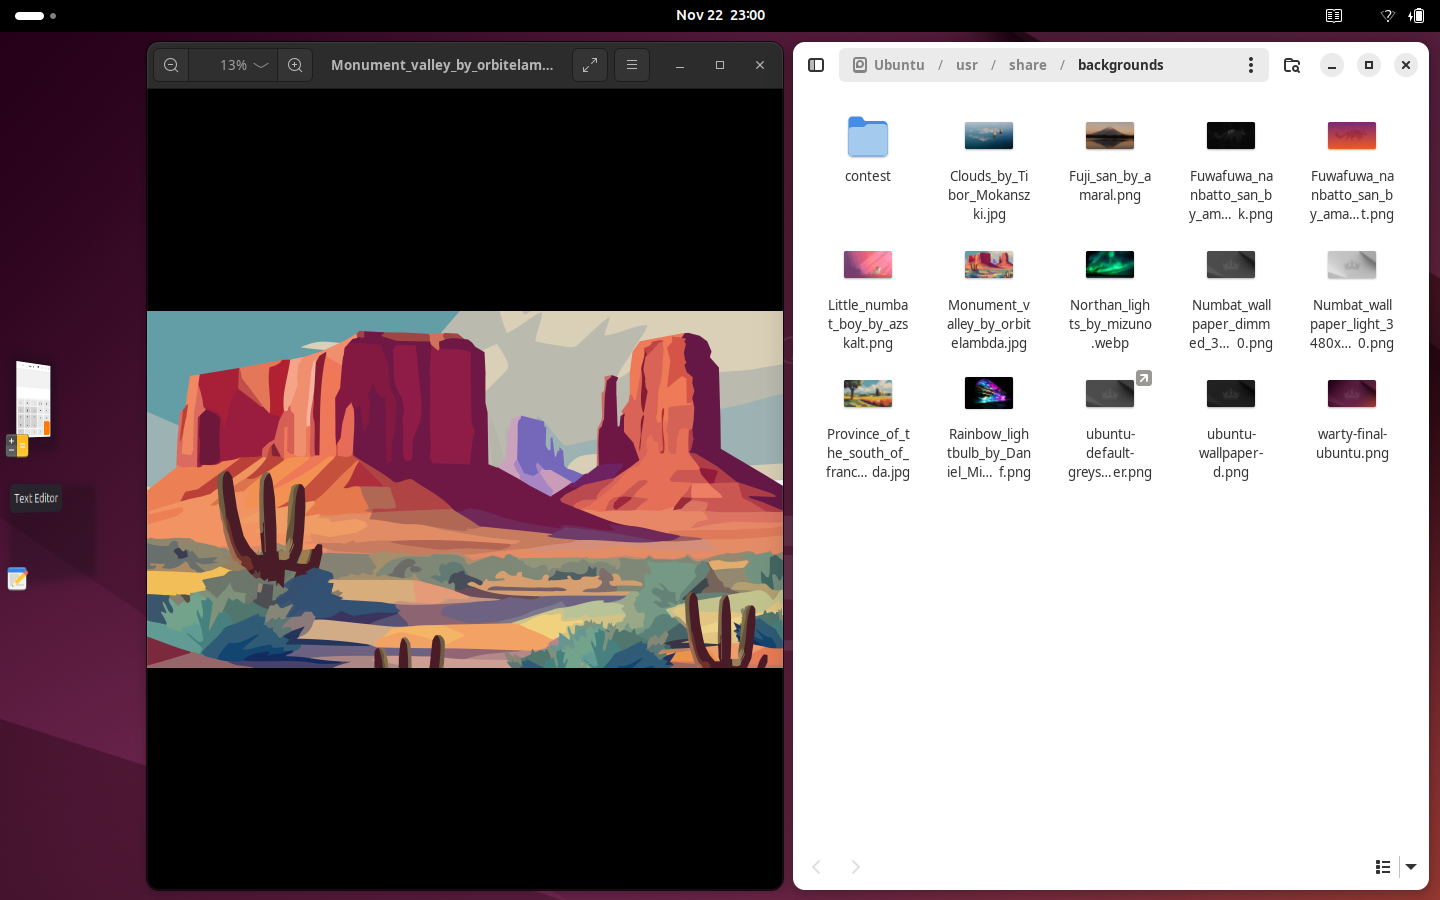 Nov 22 23:00
13%
Monument_valley_by_orbitelam...
Ubuntu / usr / share / backgrounds
contest
Clouds_by_Ti
bor_Mokansz
ki.jpg
Fuji_san_by_a
maral.png
Fuwafuwa_na
nbatto_san_b
y_am... k.png
Fuwafuwa_na
nbatto_san_b
y_ama...t.png
Little_numba
t_boy_by_azs
kalt.png
Monument_v
alley_by_orbit
elambda.jpg
Northan_ligh
ts_by_mizuno
.webp
Numbat_wall
paper_dimm
ed_3... 0.png
Numbat_wall
paper_light_3
480x... 0.png
Province_of_t
he_south_of_
franc... da.jpg
Rainbow_ligh
tbulb_by_Dan
iel_Mi... f.png
ubuntu-
default-
greys...er.png
ubuntu-
wallpaper-
d.png
warty-final-
ubuntu.png
Text Editor